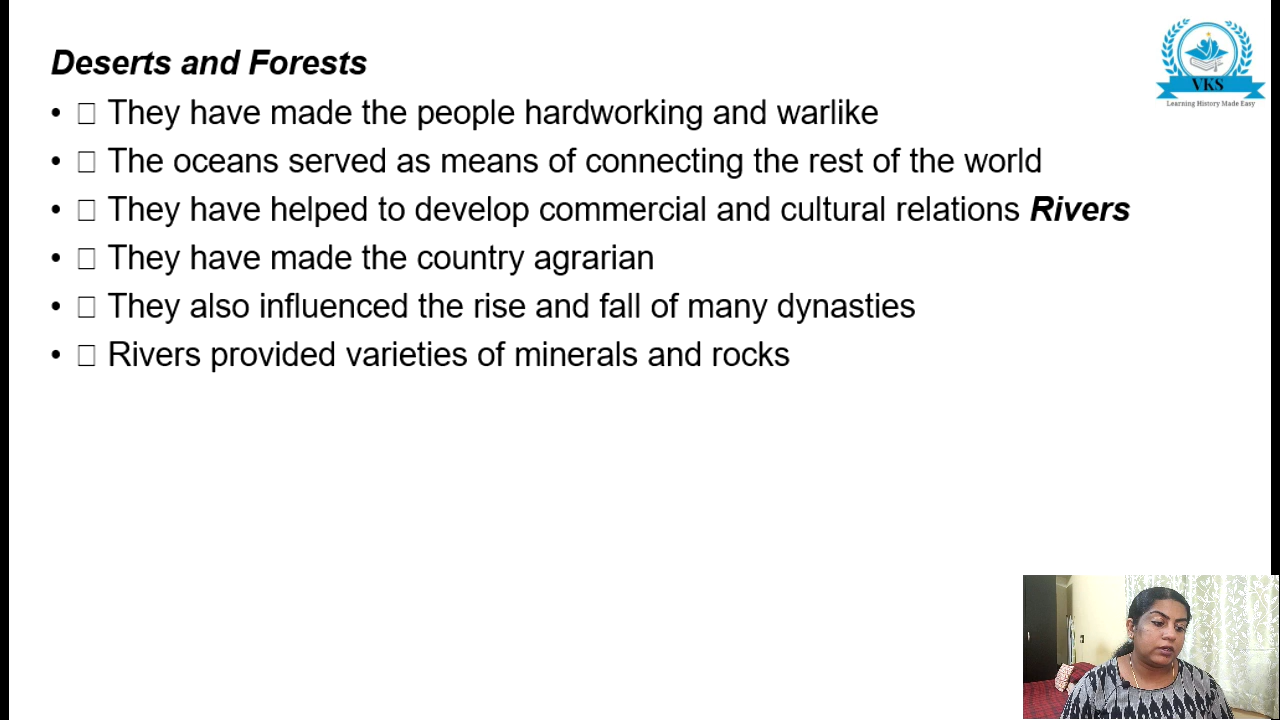 Deserts and Forests
• □ They have made the people hardworking and warlike
• □ The oceans served as means of connecting the rest of the world
• □ They have helped to develop commercial and cultural relations Rivers
• □ They have made the country agrarian
• □ They also influenced the rise and fall of many dynasties
• □ Rivers provided varieties of minerals and rocks
VKS
Learning History Made Easy